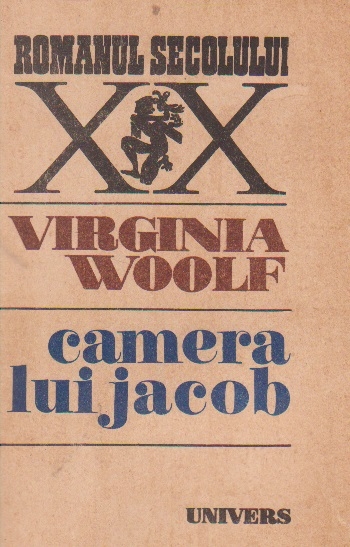 ROMANUL SECOLULUI
XX
VIRGINIA
WOOLF
camera
lui jacob
UNIVERS